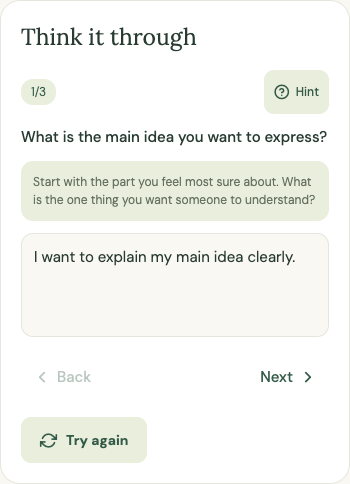 Think it through
1/3
Hint
What is the main idea you want to express?
Start with the part you feel most sure about. What
is the one thing you want someone to understand?
I want to explain my main idea clearly.
Back
Next
Try again